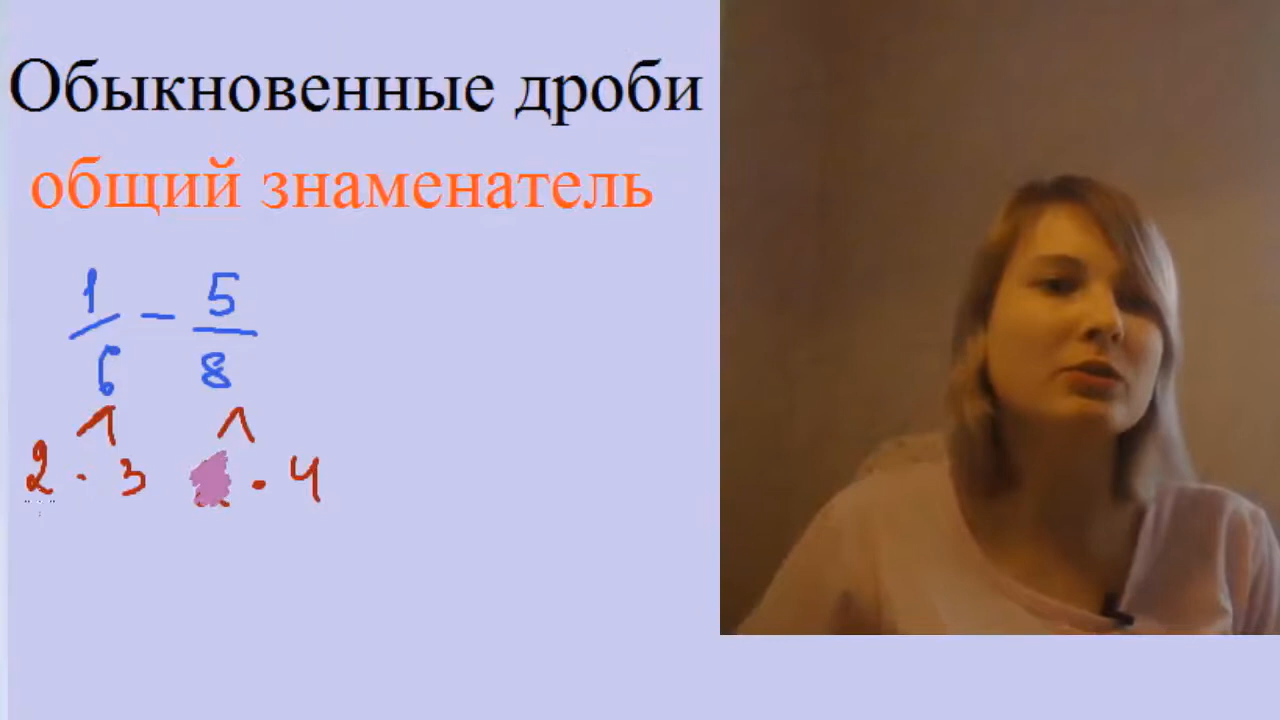 Обыкновенные дроби
общий знаменатель
1 - 5
6 8
2 · 3 · 4